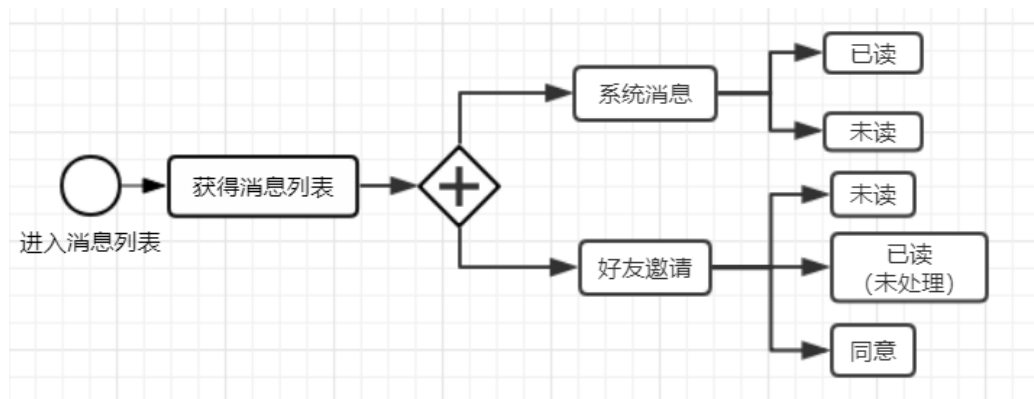 进入消息列表
获得消息列表
系统消息
已读
未读
好友邀请
未读
已读
（未处理）
同意